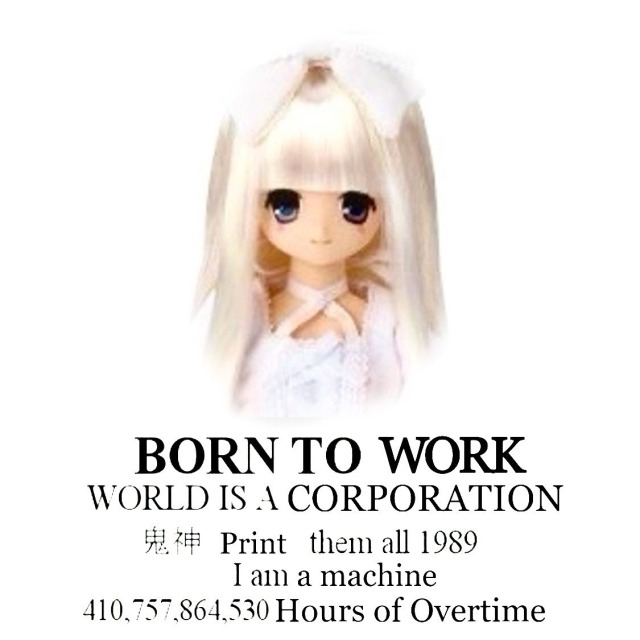 BORN TO WORK
WORLD IS A CORPORATION
鬼神 Print them all 1989
I am a machine
410,757,864,530 Hours of Overtime